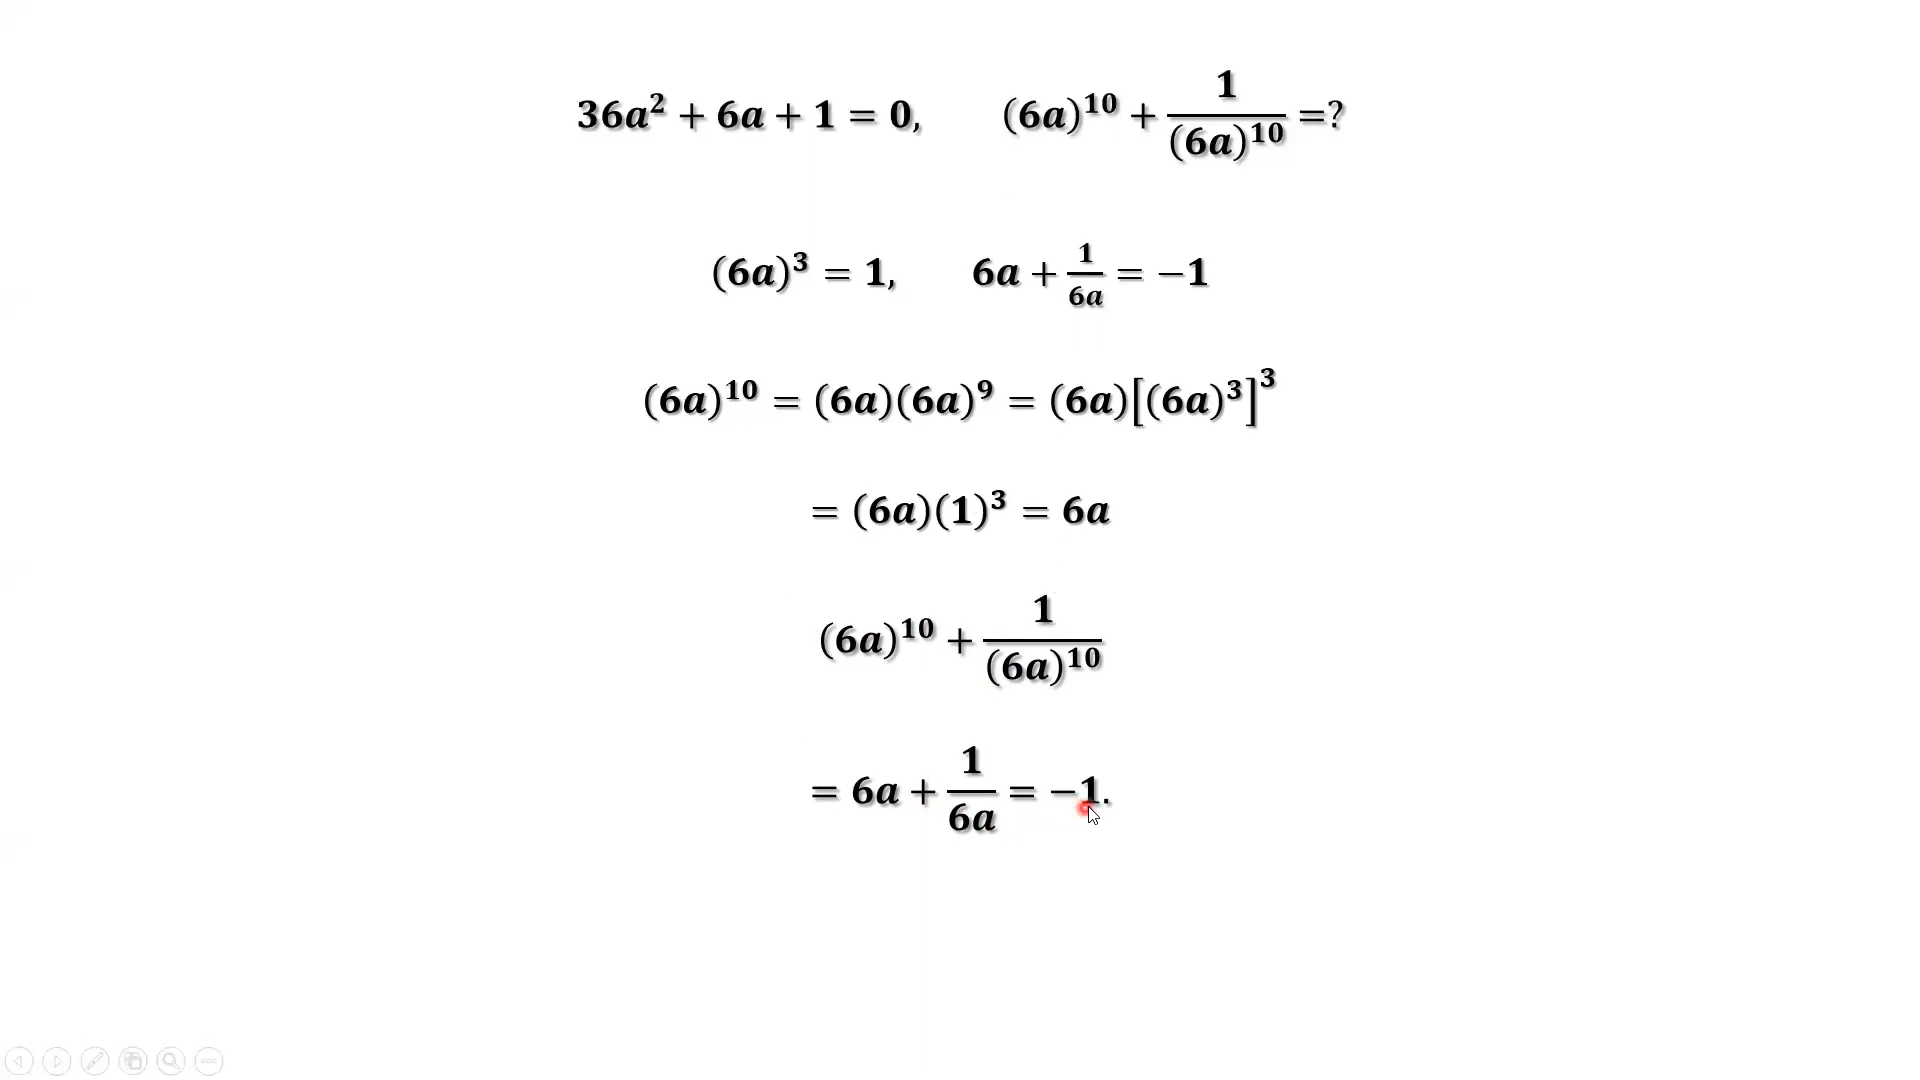 36a² + 6a + 1 = 0, (6a)¹⁰ + 1/(6a)¹⁰ =?
(6a)³ = 1, 6a + 1/6a = −1
(6a)¹⁰ = (6a)(6a)⁹ = (6a)[(6a)³]³
= (6a)(1)³ = 6a
(6a)¹⁰ + 1/(6a)¹⁰
= 6a + 1/6a = −1.